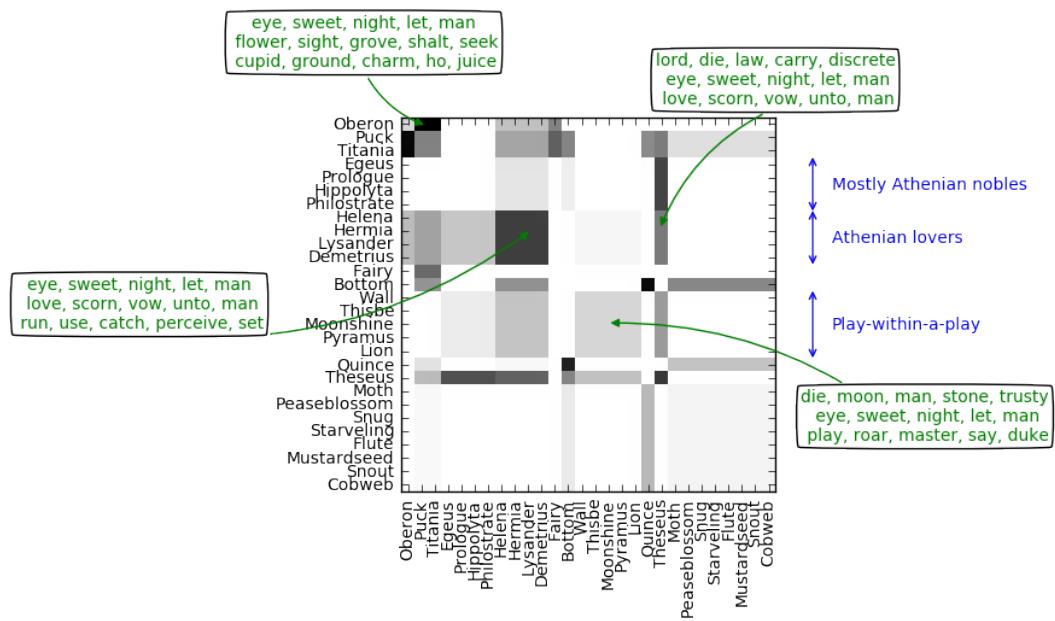 eye, sweet, night, let, man
flower, sight, grove, shalt, seek
cupid, ground, charm, ho, juice
lord, die, law, carry, discrete
eye, sweet, night, let, man
love, scorn, vow, unto, man
Oberon
Puck
Titania
Egeus
Prologue
Hippolyta
Philostrate
Helena
Hermia
Lysander
Demetrius
Fairy
Bottom
Wall
Thisbe
Moonshine
Pyramus
Lion
Quince
Theseus
Moth
Peaseblossom
Snug
Starveling
Flute
Mustardseed
Snout
Cobweb
Mostly Athenian nobles
Athenian lovers
Play-within-a-play
eye, sweet, night, let, man
love, scorn, vow, unto, man
run, use, catch, perceive, set
die, moon, man, stone, trusty
eye, sweet, night, let, man
play, roar, master, say, duke
Oberon
Puck
Titania
Egeus
Prologue
Hippolyta
Philostrate
Helena
Hermia
Lysander
Demetrius
Fairy
Bottom
Wall
Thisbe
Moonshine
Pyramus
Lion
Quince
Theseus
Moth
Peaseblossom
Snug
Starveling
Flute
Mustardseed
Snout
Cobweb